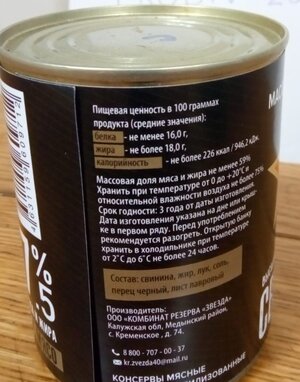 Пищевая ценность в 100 граммах
продукта (средние значения):
белка - не менее 16,0 г,
жира - не более 18,0 г,
калорийность - не более 226 ккал / 946,2 кДж.
Массовая доля мяса и жира не менее 59%
Хранить при температуре от 0 до +20°С и
относительной влажности воздуха не более 75%
Срок годности: 3 года от даты изготовления.
Дата изготовления указана на дне или крыш-
ке в первом ряду. Перед употреблением
рекомендуется разогреть. Открытую банку
хранить в холодильнике при температуре
от 2˚С до 6˚С не более 24 часов.
Состав: свинина, жир, лук, соль,
перец черный, лист лавровый.
Производитель:
ООО «КОМБИНАТ РЕЗЕРВА «ЗВЕЗДА»
Калужская обл., Медынский район,
с. Кременское, д. 74.
8 800 - 707 - 00 - 37
kr.zvezda40@mail.ru
КОНСЕРВЫ МЯСНЫЕ
4 631159 609712
%
5